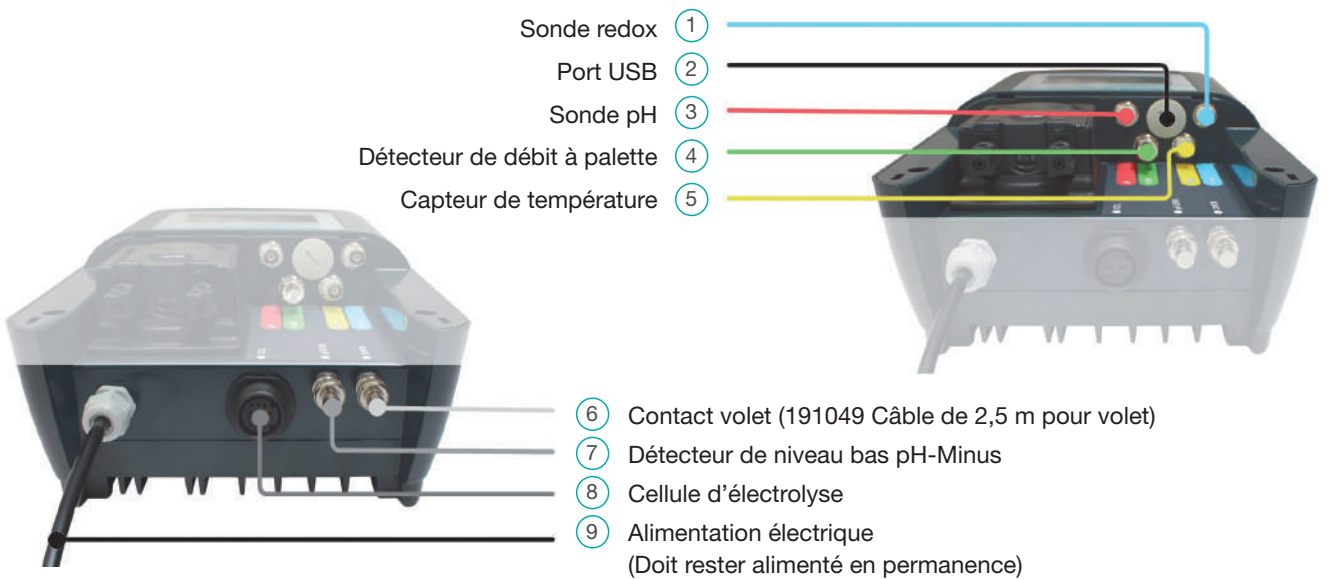 Sonde redox 1
Port USB 2
Sonde pH 3
Détecteur de débit à palette 4
Capteur de température 5
6 Contact volet (191049 Câble de 2,5 m pour volet)
7 Détecteur de niveau bas pH-Minus
8 Cellule d’électrolyse
9 Alimentation électrique
(Doit rester alimenté en permanence)